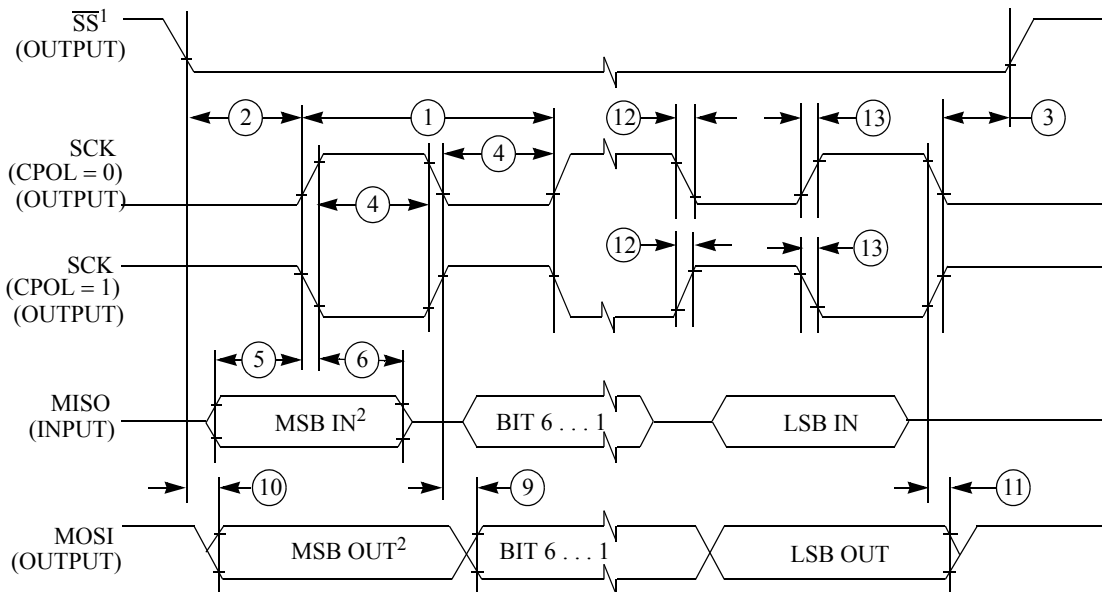 SS1
(OUTPUT)
2
1
12
13
3
SCK
(CPOL = 0)
(OUTPUT)
4
4
SCK
(CPOL = 1)
(OUTPUT)
12
13
5
6
MISO
(INPUT)
MSB IN2
BIT 6 . . . 1
LSB IN
10
9
11
MOSI
(OUTPUT)
MSB OUT2
BIT 6 . . . 1
LSB OUT